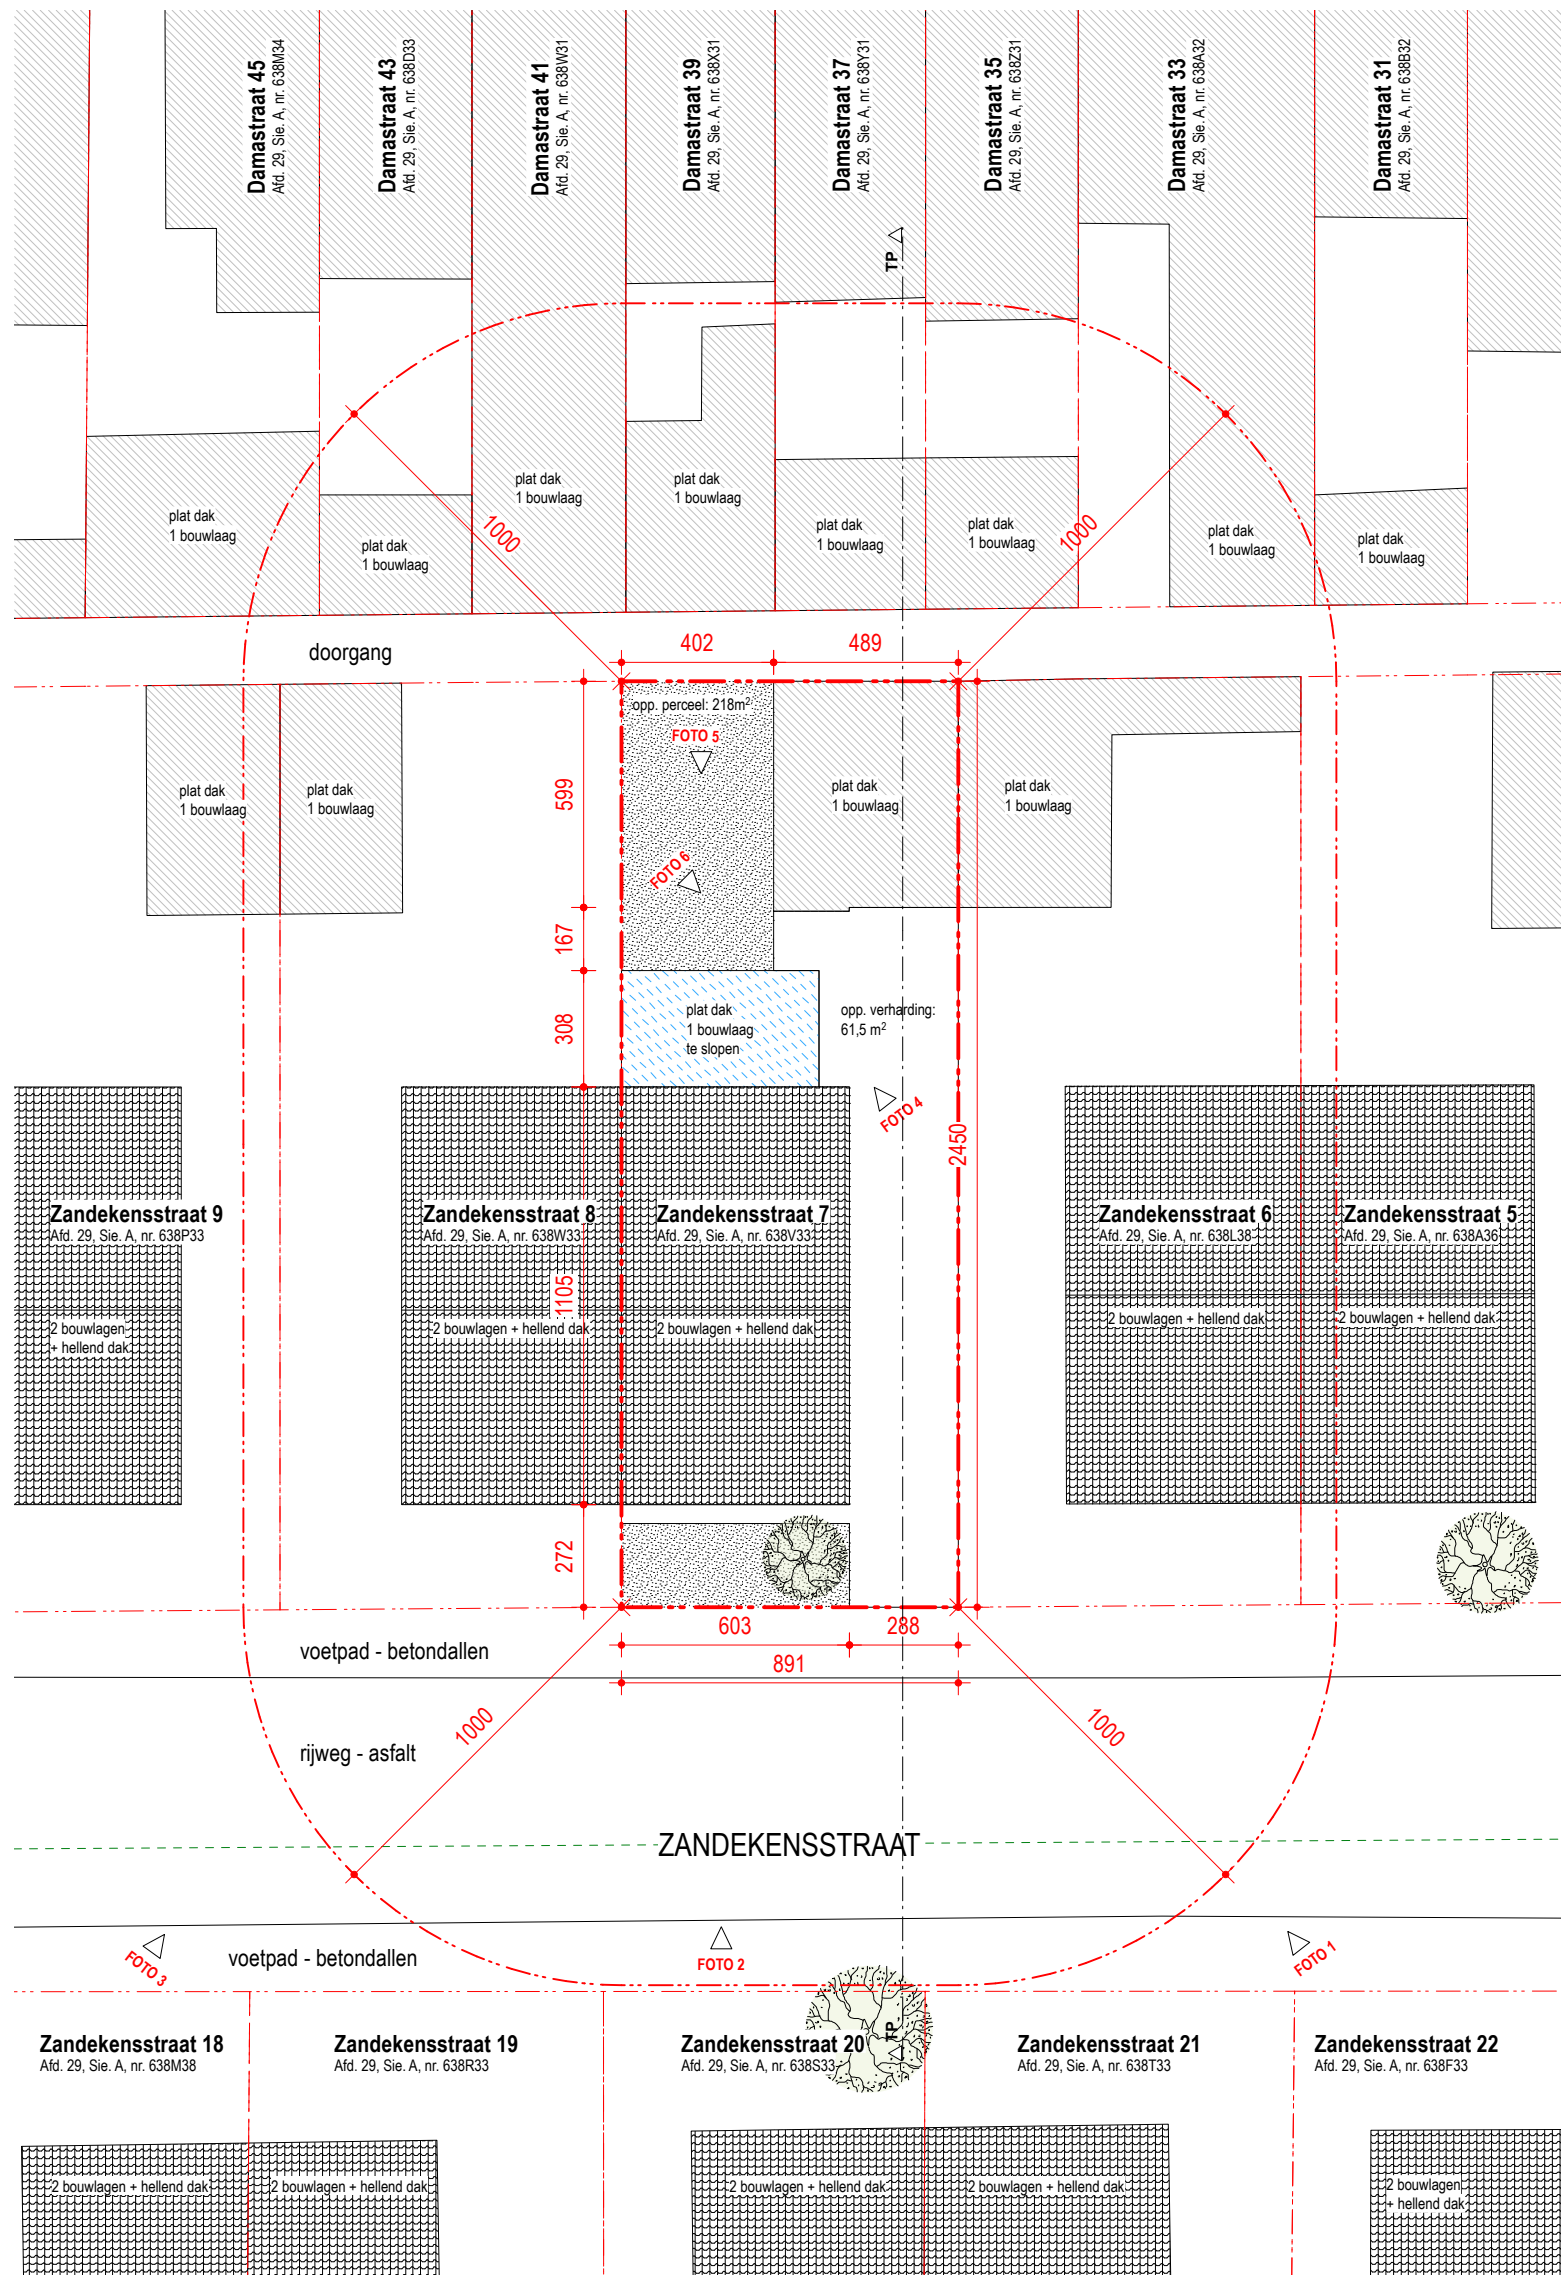 Damastraat 45
Afd. 29, Sie. A, nr. 638M34
Damastraat 43
Afd. 29, Sie. A, nr. 638D33
Damastraat 41
Afd. 29, Sie. A, nr. 638W31
Damastraat 39
Afd. 29, Sie. A, nr. 638X31
Damastraat 37
Afd. 29, Sie. A, nr. 638Y31
Damastraat 35
Afd. 29, Sie. A, nr. 638Z31
Damastraat 33
Afd. 29, Sie. A, nr. 638A32
Damastraat 31
Afd. 29, Sie. A, nr. 638B32
TP
plat dak
1 bouwlaag
plat dak
1 bouwlaag
plat dak
1 bouwlaag
plat dak
1 bouwlaag
plat dak
1 bouwlaag
plat dak
1 bouwlaag
plat dak
1 bouwlaag
plat dak
1 bouwlaag
1000
1000
doorgang
402
489
opp. perceel: 218m²
FOTO 5
plat dak
1 bouwlaag
plat dak
1 bouwlaag
599
plat dak
1 bouwlaag
plat dak
1 bouwlaag
FOTO 6
167
308
plat dak
1 bouwlaag
te slopen
opp. verharding:
61,5 m²
FOTO 4
2450
Zandekensstraat 9
Afd. 29, Sie. A, nr. 638P33
2 bouwlagen
+ hellend dak
Zandekensstraat 8
Afd. 29, Sie. A, nr. 638W33
2 bouwlagen + hellend dak
1105
Zandekensstraat 7
Afd. 29, Sie. A, nr. 638V33
2 bouwlagen + hellend dak
Zandekensstraat 6
Afd. 29, Sie. A, nr. 638L38
2 bouwlagen + hellend dak
Zandekensstraat 5
Afd. 29, Sie. A, nr. 638A36
2 bouwlagen + hellend dak
272
603
288
891
voetpad - betondallen
1000
1000
rijweg - asfalt
ZANDEKENSSTRAAT
FOTO 3
voetpad - betondallen
FOTO 2
FOTO 1
TP
Zandekensstraat 18
Afd. 29, Sie. A, nr. 638M38
Zandekensstraat 19
Afd. 29, Sie. A, nr. 638R33
Zandekensstraat 20
Afd. 29, Sie. A, nr. 638S33
Zandekensstraat 21
Afd. 29, Sie. A, nr. 638T33
Zandekensstraat 22
Afd. 29, Sie. A, nr. 638F33
2 bouwlagen + hellend dak
2 bouwlagen + hellend dak
2 bouwlagen + hellend dak
2 bouwlagen + hellend dak
2 bouwlagen
+ hellend dak